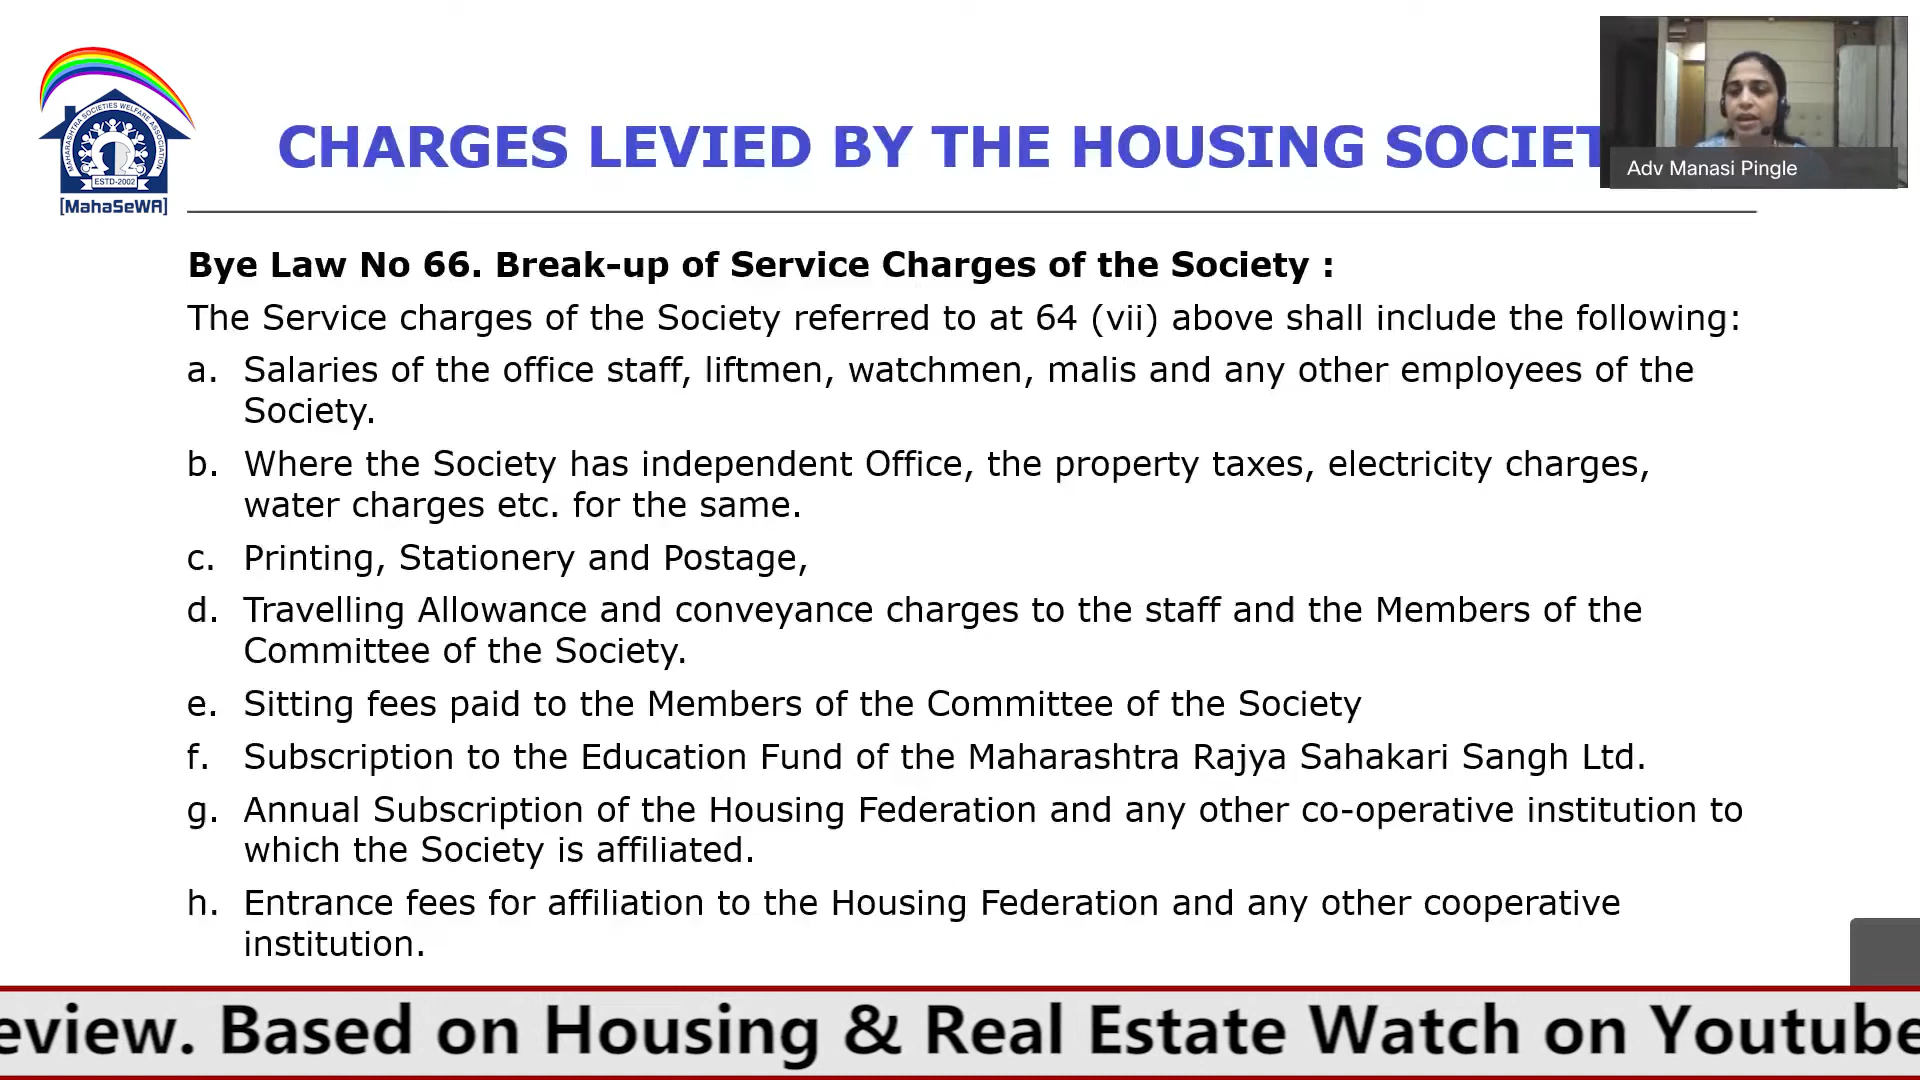 MAHARASHTRA SOCIETIES WELFARE ASSOCIATION
ESTD-2002
[MahaSeWA]
CHARGES LEVIED BY THE HOUSING SOCIET
Adv Manasi Pingle
Bye Law No 66. Break-up of Service Charges of the Society :
The Service charges of the Society referred to at 64 (vii) above shall include the following:
a. Salaries of the office staff, liftmen, watchmen, malis and any other employees of the
Society.
b. Where the Society has independent Office, the property taxes, electricity charges,
water charges etc. for the same.
c. Printing, Stationery and Postage,
d. Travelling Allowance and conveyance charges to the staff and the Members of the
Committee of the Society.
e. Sitting fees paid to the Members of the Committee of the Society
f. Subscription to the Education Fund of the Maharashtra Rajya Sahakari Sangh Ltd.
g. Annual Subscription of the Housing Federation and any other co-operative institution to
which the Society is affiliated.
h. Entrance fees for affiliation to the Housing Federation and any other cooperative
institution.
eview. Based on Housing & Real Estate Watch on Youtube